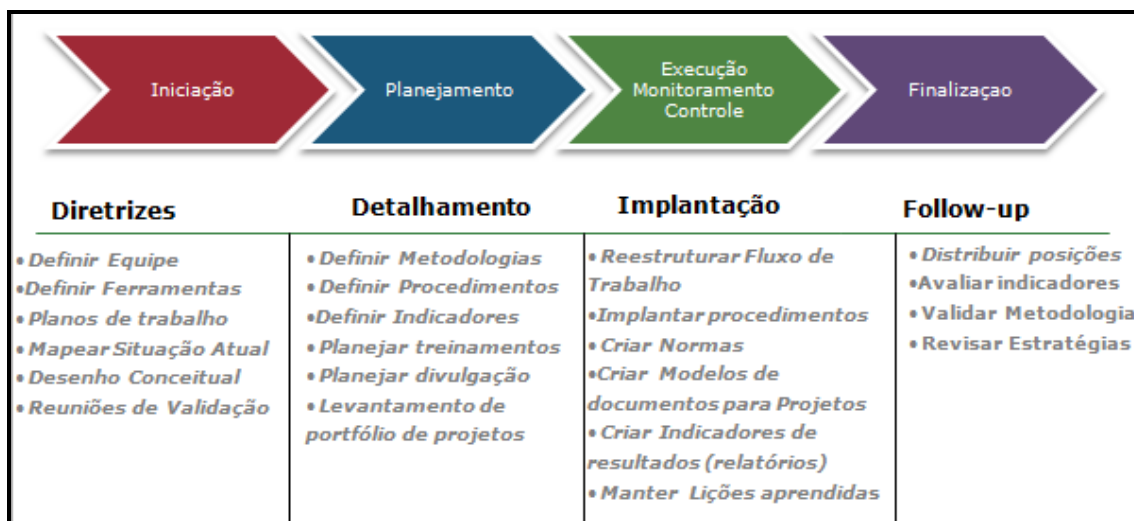 Iniciação
Planejamento
Execução
Monitoramento
Controle
Finalizaçao
Diretrizes
• Definir Equipe
•Definir Ferramentas
• Planos de trabalho
• Mapear Situação Atual
• Desenho Conceitual
• Reuniões de Validação
Detalhamento
• Definir Metodologias
• Definir Procedimentos
•Definir Indicadores
• Planejar treinamentos
• Planejar divulgação
• Levantamento de
portfólio de projetos
Implantação
• Reestruturar Fluxo de
Trabalho
•Implantar procedimentos
• Criar Normas
•Criar Modelos de
documentos para Projetos
• Criar Indicadores de
resultados (relatórios)
• Manter Lições aprendidas
Follow-up
• Distribuir posições
•Avaliar indicadores
• Validar Metodologia
• Revisar Estratégias